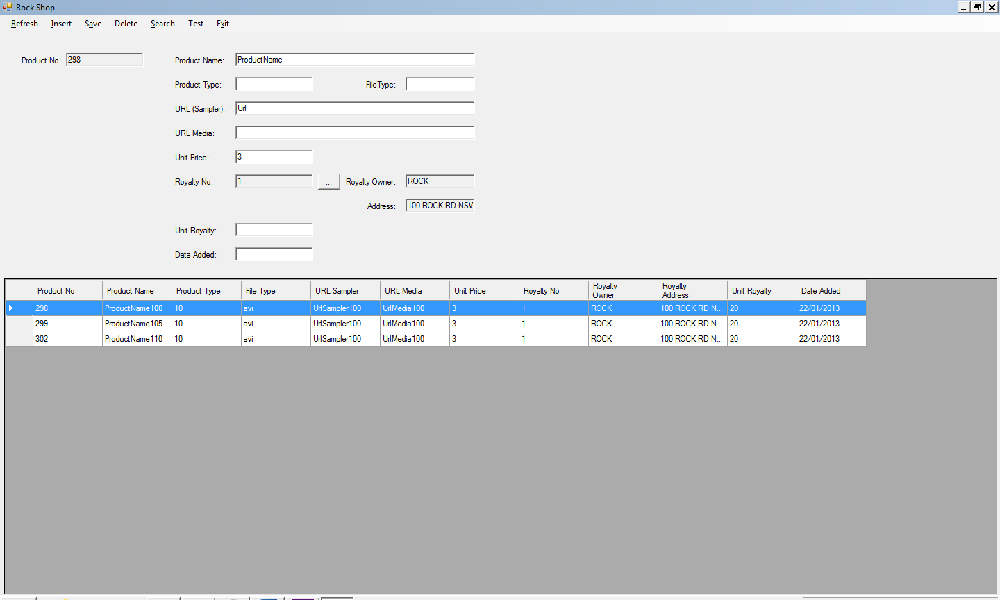 Rock Shop
Refresh Insert Save Delete Search Test Exit
Product No: 298 Product Name: ProductName
Product Type: FileType:
URL (Sampler): Url
URL Media:
Unit Price: 3
Royalty No: 1 ... Royalty Owner: ROCK
Address: 100 ROCK RD NSW
Unit Royalty:
Data Added:
Product No Product Name Product Type File Type URL Sampler URL Media Unit Price Royalty No Royalty Owner Royalty Address Unit Royalty Date Added
298 ProductName100 10 avi UrlSampler100 UrlMedia100 3 1 ROCK 100 ROCK RD N... 20 22/01/2013
299 ProductName105 10 avi UrlSampler100 UrlMedia100 3 1 ROCK 100 ROCK RD N... 20 22/01/2013
302 ProductName110 10 avi UrlSampler100 UrlMedia100 3 1 ROCK 100 ROCK RD N... 20 22/01/2013